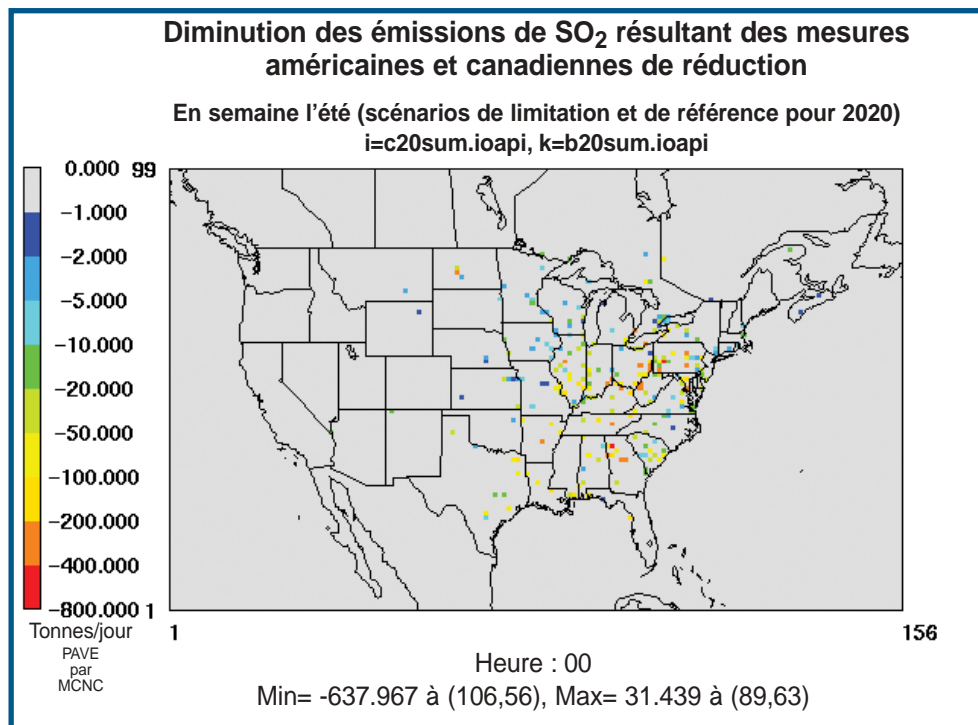 Diminution des émissions de SO₂ résultant des mesures
américaines et canadiennes de réduction
En semaine l'été (scénarios de limitation et de référence pour 2020)
i=c20sum.ioapi, k=b20sum.ioapi
0.000 99
−1.000
−2.000
−5.000
−10.000
−20.000
−50.000
−100.000
−200.000
−400.000
−800.000 1
Tonnes/jour
1 156
PAVE
par
MCNC
Heure : 00
Min= -637.967 à (106,56), Max= 31.439 à (89,63)